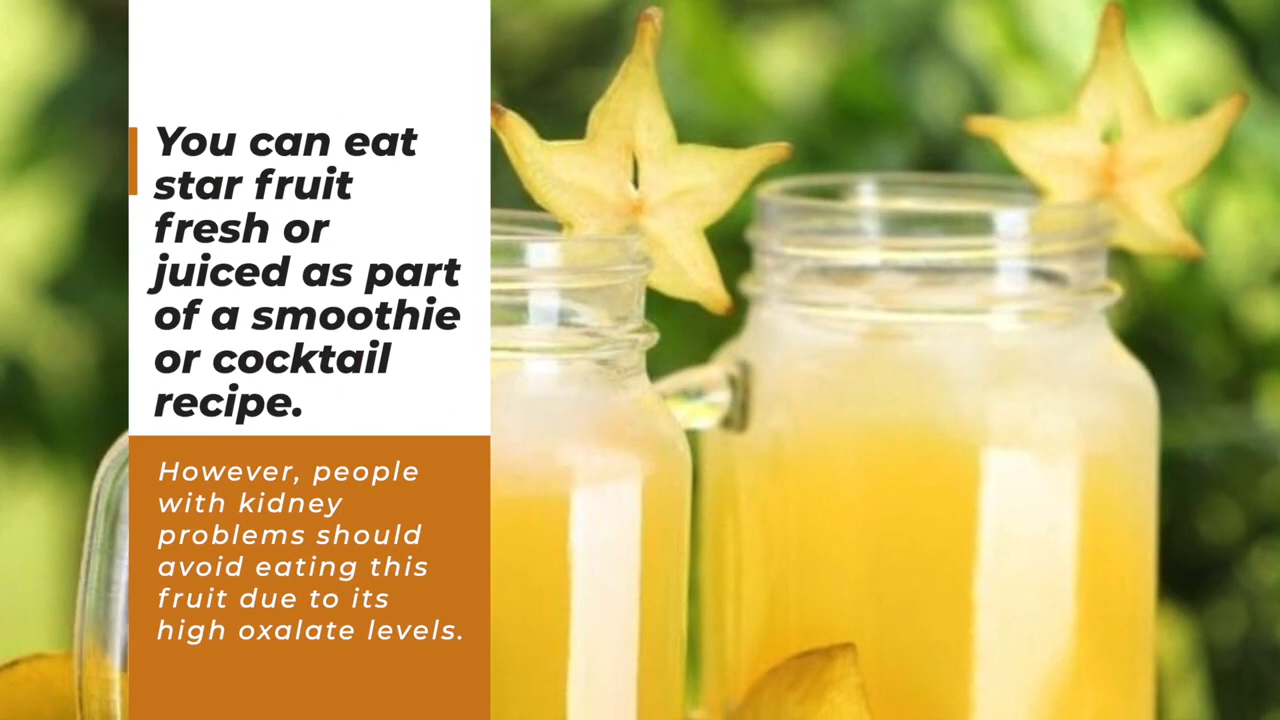 You can eat
star fruit
fresh or
juiced as part
of a smoothie
or cocktail
recipe.
However, people
with kidney
problems should
avoid eating this
fruit due to its
high oxalate levels.